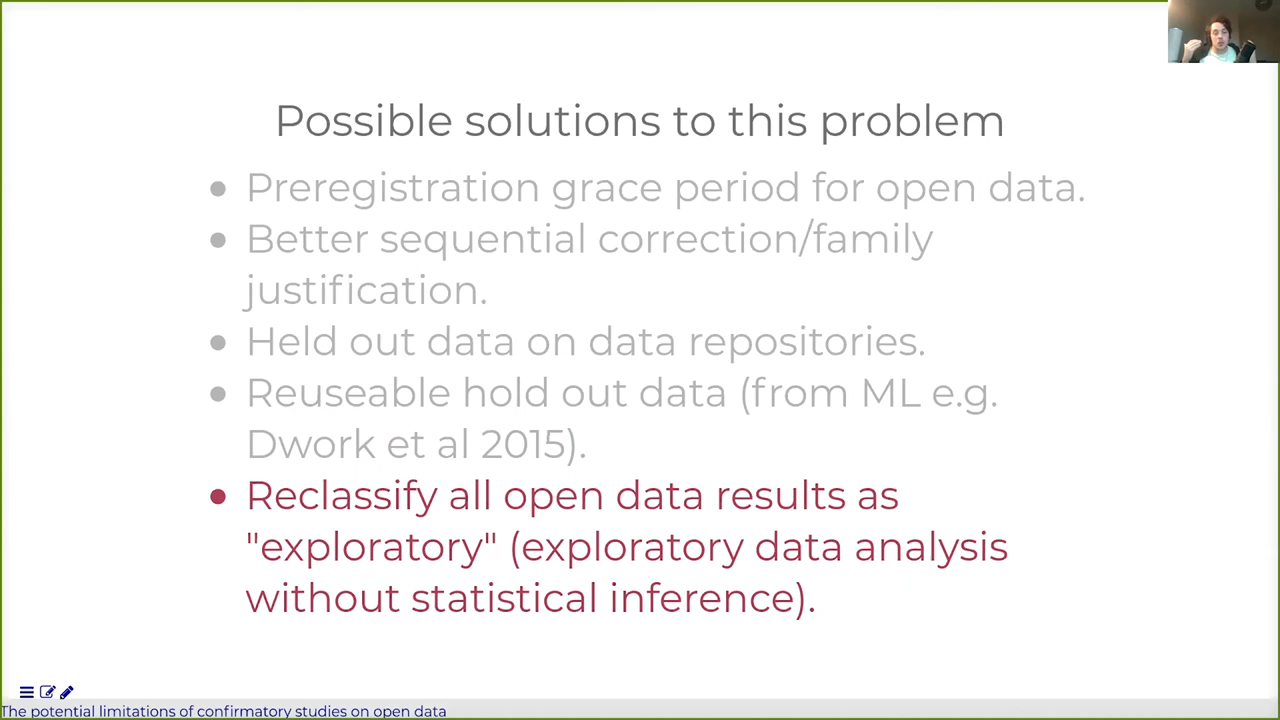 Possible solutions to this problem
● Preregistration grace period for open data.
● Better sequential correction/family
justification.
● Held out data on data repositories.
● Reuseable hold out data (from ML e.g.
Dwork et al 2015).
● Reclassify all open data results as
"exploratory" (exploratory data analysis
without statistical inference).
The potential limitations of confirmatory studies on open data